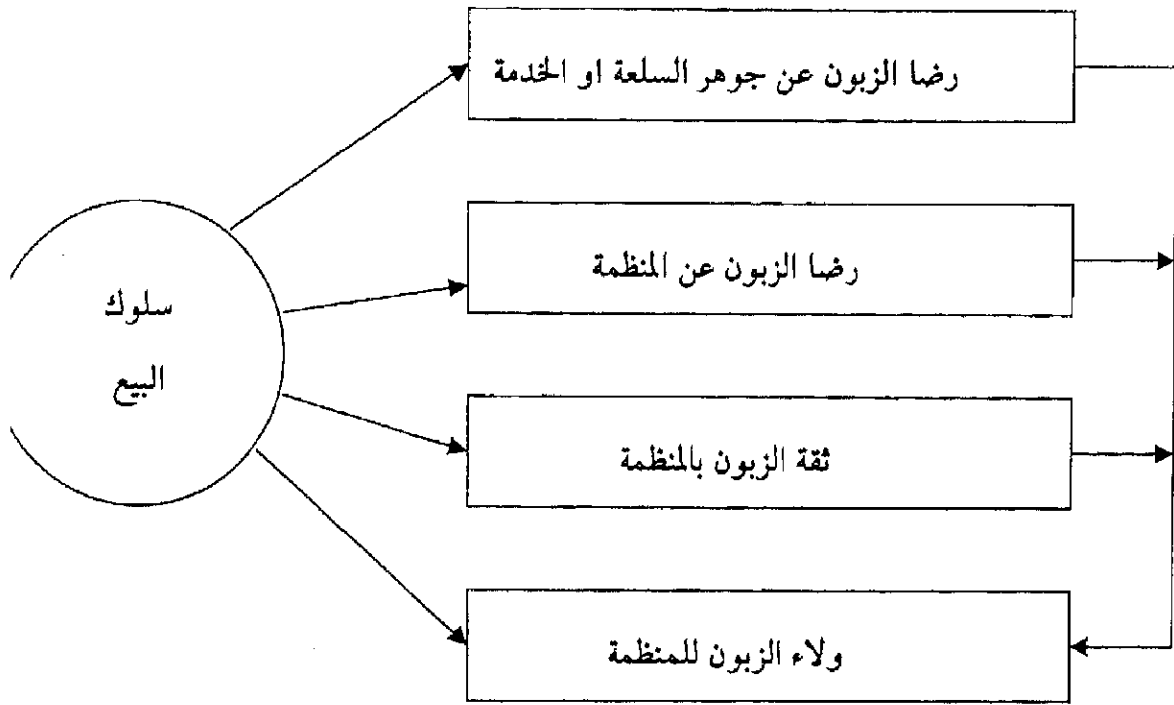 رضا الزبون عن جوهر السلعة او الخدمة
رضا الزبون عن المنظمة
سلوك
البيع
ثقة الزبون بالمنظمة
ولاء الزبون للمنظمة